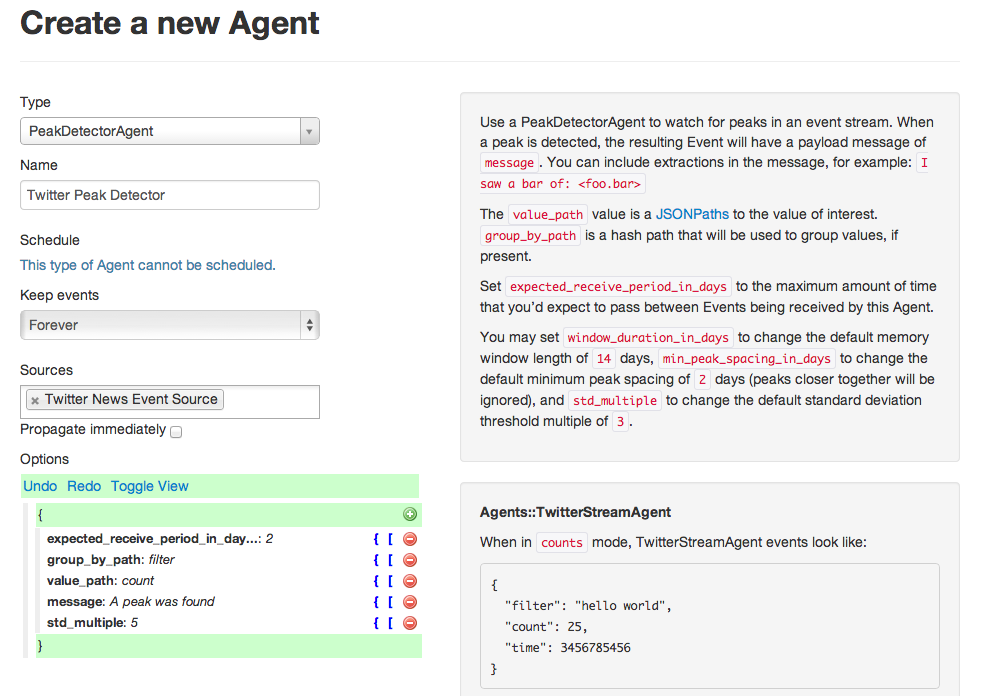 Create a new Agent
Type
PeakDetectorAgent
Name
Twitter Peak Detector
Schedule
This type of Agent cannot be scheduled.
Keep events
Forever
Sources
× Twitter News Event Source
Propagate immediately
Options
Undo Redo Toggle View
{
expected_receive_period_in_day...: 2 { [
group_by_path: filter { [
value_path: count { [
message: A peak was found { [
std_multiple: 5 { [
}
Use a PeakDetectorAgent to watch for peaks in an event stream. When
a peak is detected, the resulting Event will have a payload message of
message . You can include extractions in the message, for example: I
saw a bar of: <foo.bar>
The value_path value is a JSONPaths to the value of interest.
group_by_path is a hash path that will be used to group values, if
present.
Set expected_receive_period_in_days to the maximum amount of time
that you'd expect to pass between Events being received by this Agent.
You may set window_duration_in_days to change the default memory
window length of 14 days, min_peak_spacing_in_days to change the
default minimum peak spacing of 2 days (peaks closer together will be
ignored), and std_multiple to change the default standard deviation
threshold multiple of 3 .
Agents::TwitterStreamAgent
When in counts mode, TwitterStreamAgent events look like:
{
"filter": "hello world",
"count": 25,
"time": 3456785456
}